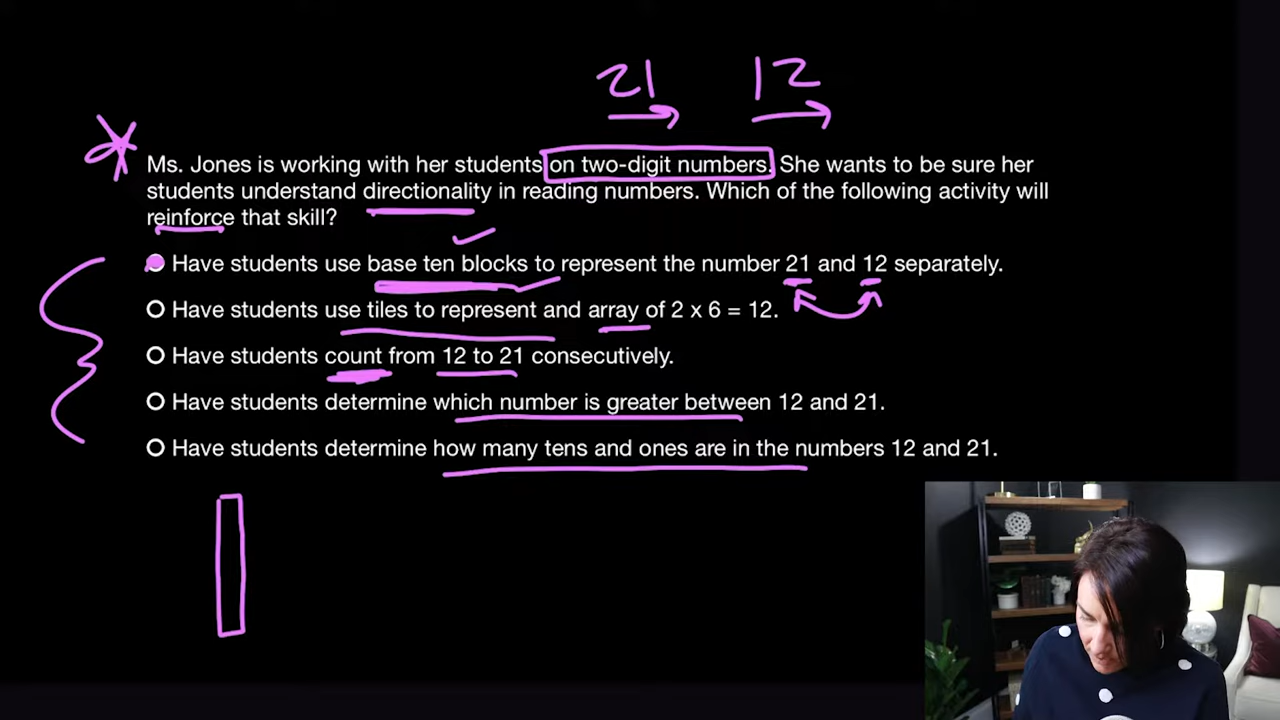 21 12
Ms. Jones is working with her students on two-digit numbers. She wants to be sure her
students understand directionality in reading numbers. Which of the following activity will
reinforce that skill?
Have students use base ten blocks to represent the number 21 and 12 separately.
Have students use tiles to represent and array of 2 x 6 = 12.
Have students count from 12 to 21 consecutively.
Have students determine which number is greater between 12 and 21.
Have students determine how many tens and ones are in the numbers 12 and 21.